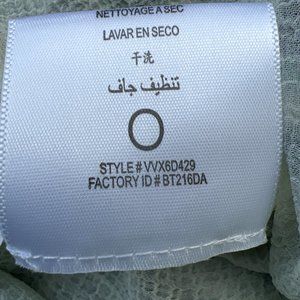 NETTOYAGE A SEC
LAVAR EN SECO
干洗
تنظيف جاف
STYLE # VVX6D429
FACTORY ID # BT216DA